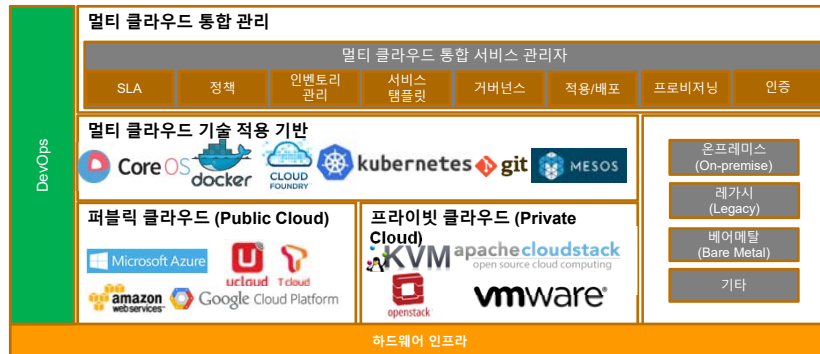 DevOps
멀티 클라우드 통합 관리
멀티 클라우드 통합 서비스 관리자
SLA
정책
인벤토리
관리
서비스
탬플릿
거버넌스
적용/배포
프로비저닝
인증
멀티 클라우드 기술 적용 기반
CoreOS
docker
CLOUD
FOUNDRY
kubernetes
git
MESOS
퍼블릭 클라우드 (Public Cloud)
Microsoft Azure
ucloud
T cloud
amazon
webservices™
Google Cloud Platform
프라이빗 클라우드 (Private
Cloud)
KVM
apachecloudstack
open source cloud computing
openstack
vmware®
온프레미스
(On-premise)
레가시
(Legacy)
베어메탈
(Bare Metal)
기타
하드웨어 인프라